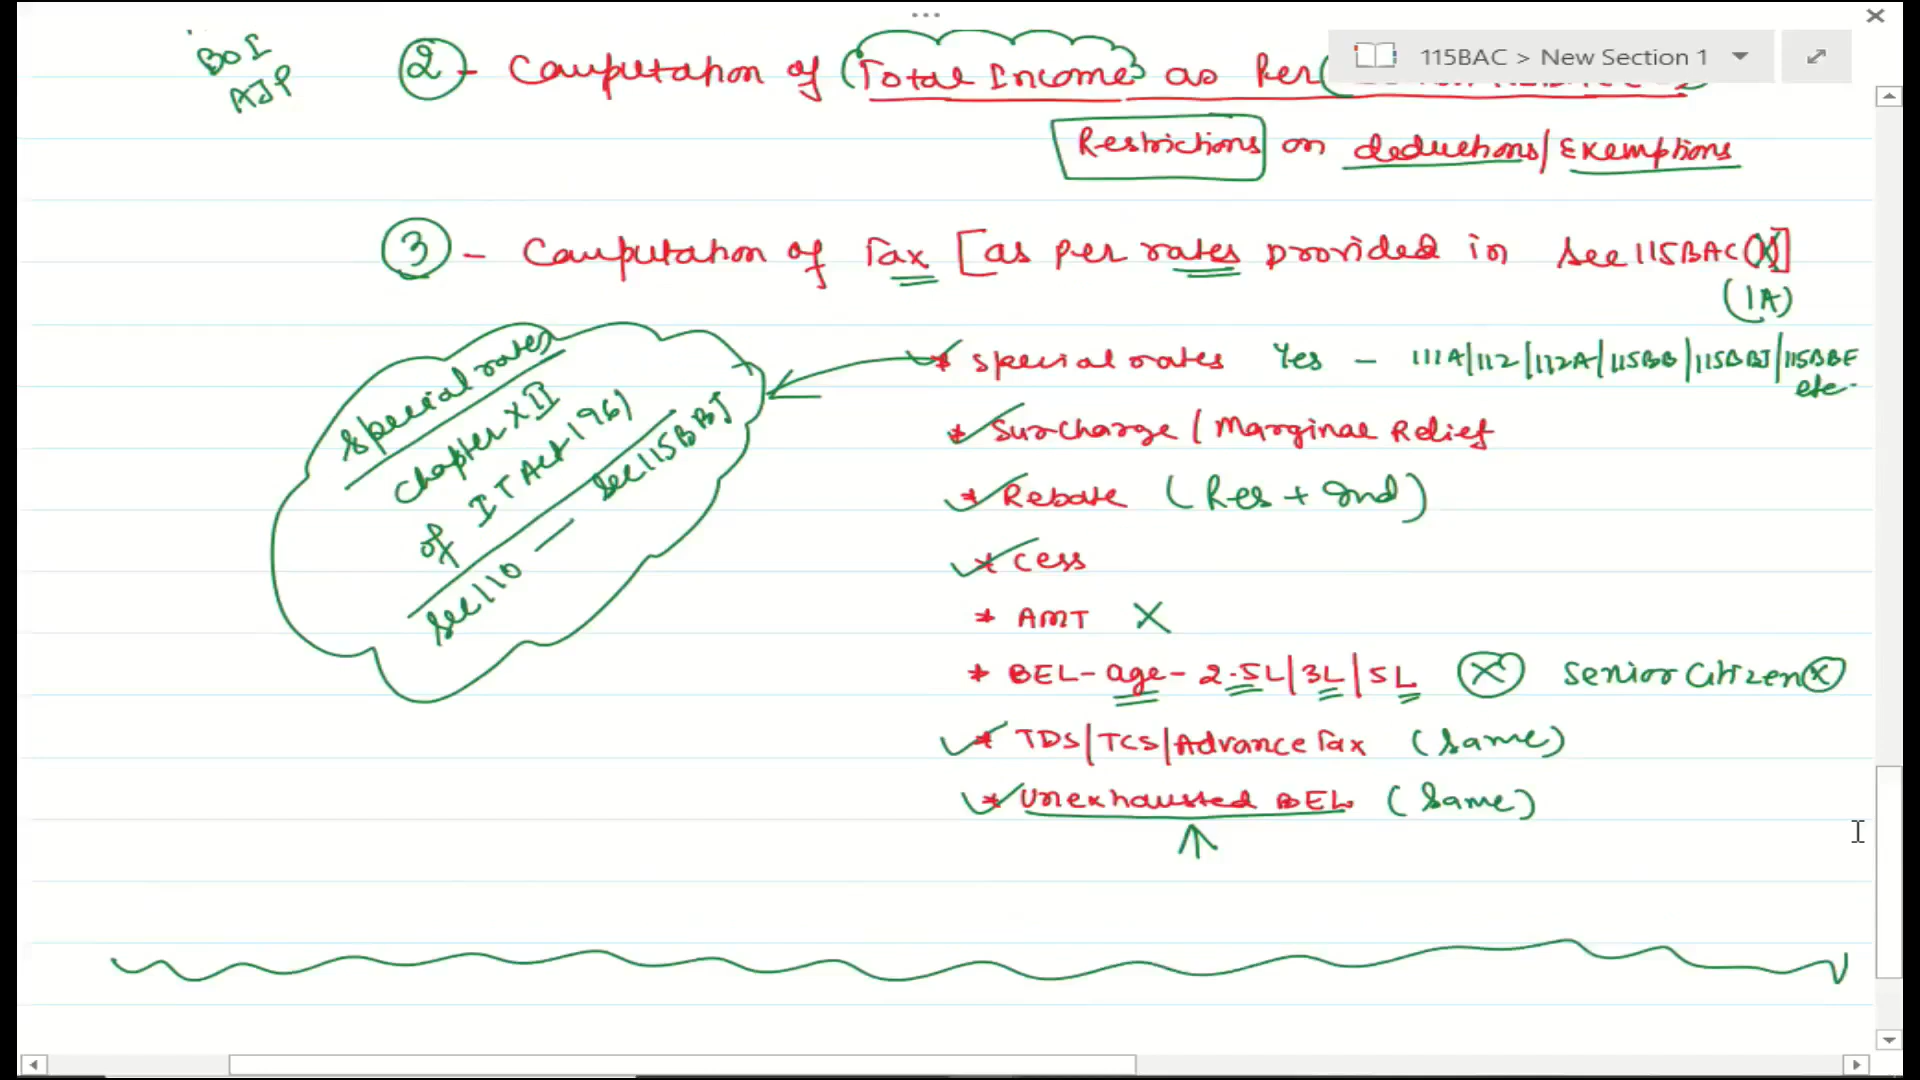 115BAC > New Section 1
BOI
AJP
② - Computation of Total Income as Per
Restrictions on deductions/Exemptions
③ - Computation of Tax [as per rates provided in Sec 115BAC
(1A)
* special rates Yes - 111A/112/112A/115BB/115BBJ/115BBE
etc.
* Surcharge / Marginal Relief
* Rebate (Res + Ind)
* Cess
* AMT X
* BEL-age-2.5L/3L/5L X Senior Citizen X
* TDS/TCS/Advance Tax (Same)
* Unexhausted BEL (Same)
Special rates
Chapter XII
of IT Act 1961
Sec 110 - Sec 115BBJ